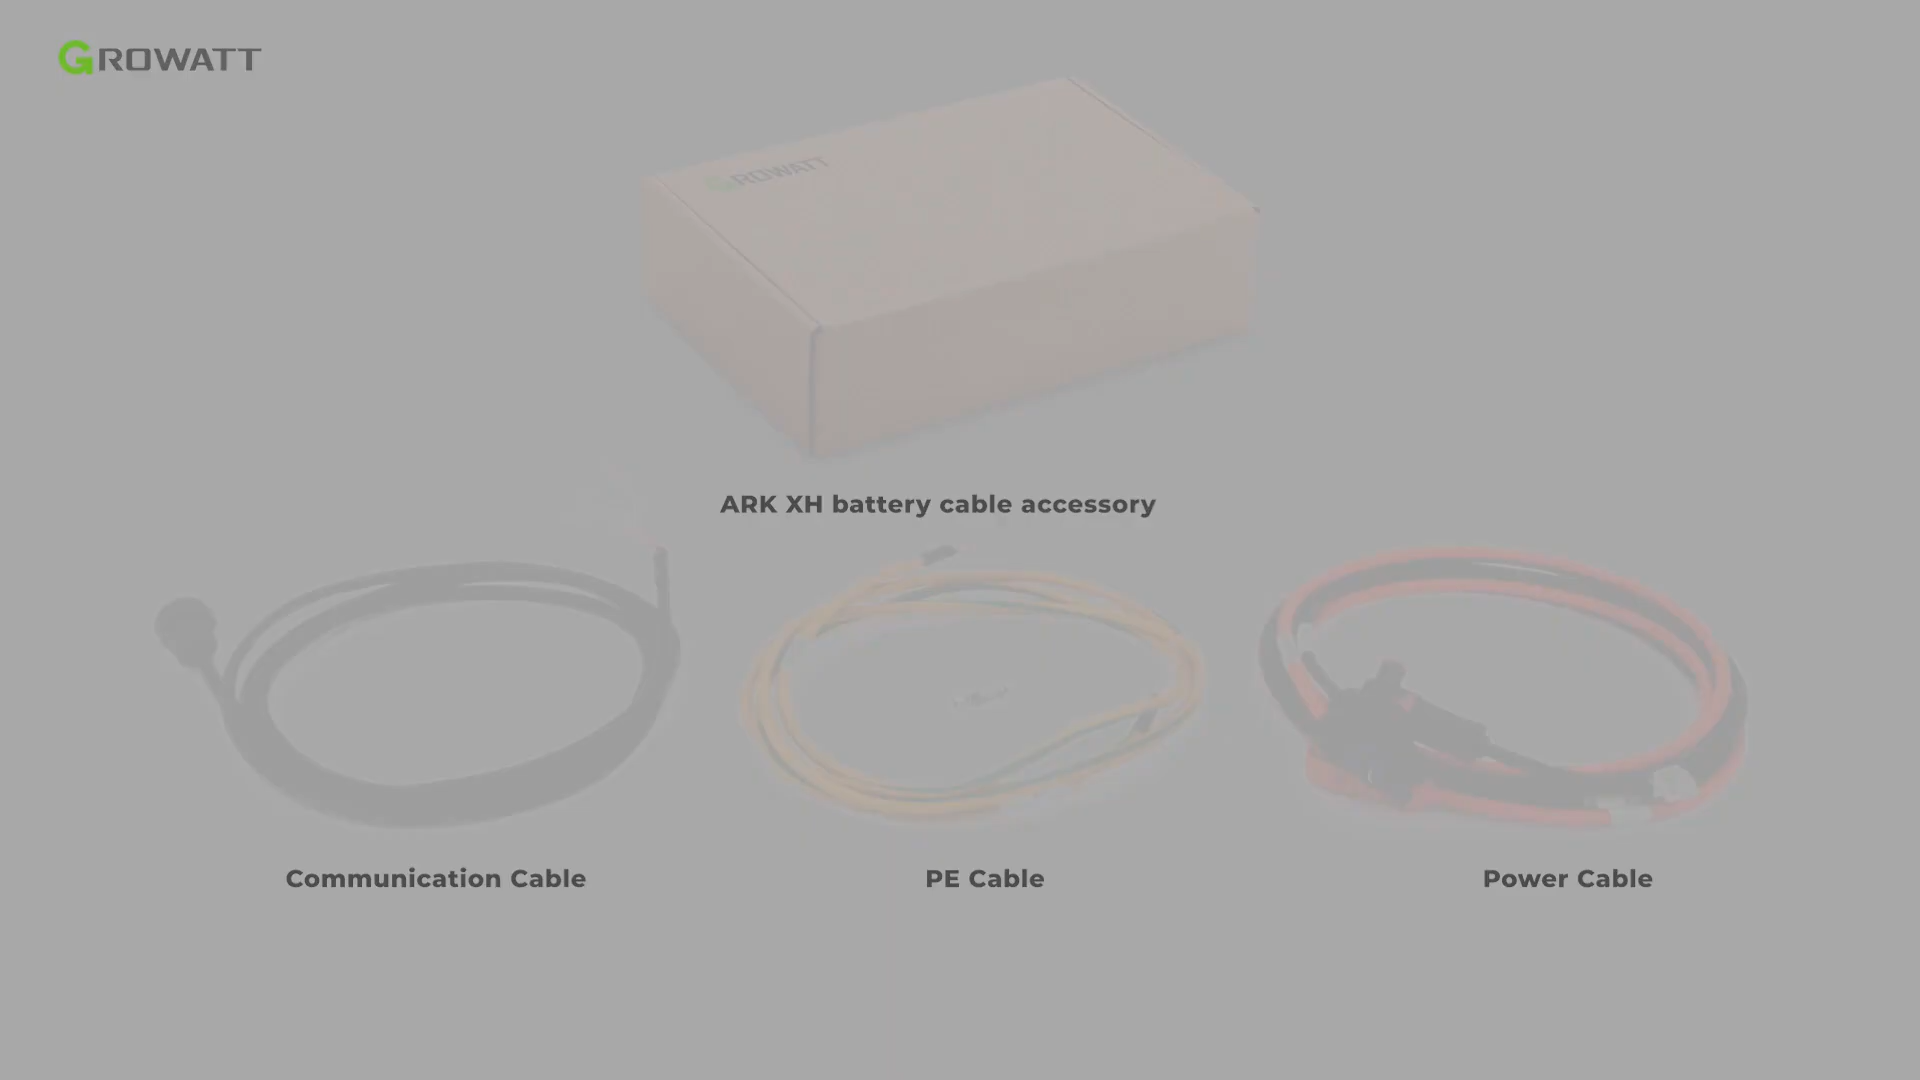 GROWATT
GROWATT
ARK XH battery cable accessory
Communication Cable
PE Cable
Power Cable